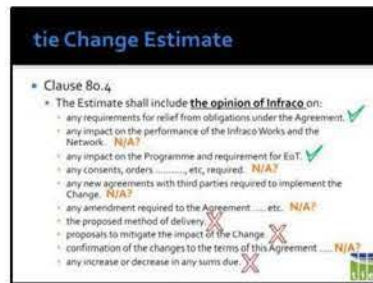 tie Change Estimate
Clause 80.4
The Estimate shall include the opinion of Infraco on:
any requirements for relief from obligations under the Agreement.
any impact on the performance of the Infraco Works and the
Network. N/A?
any impact on the Programme and requirement for EoT.
any consents, orders .........., etc, required. N/A?
any new agreements with third parties required to implement the
Change. N/A?
any amendment required to the Agreement ..... etc. N/A?
the proposed method of delivery.
proposals to mitigate the impact of the Change
confirmation of the changes to the terms of this Agreement ..... N/A?
any increase or decrease in any sums due.
tie